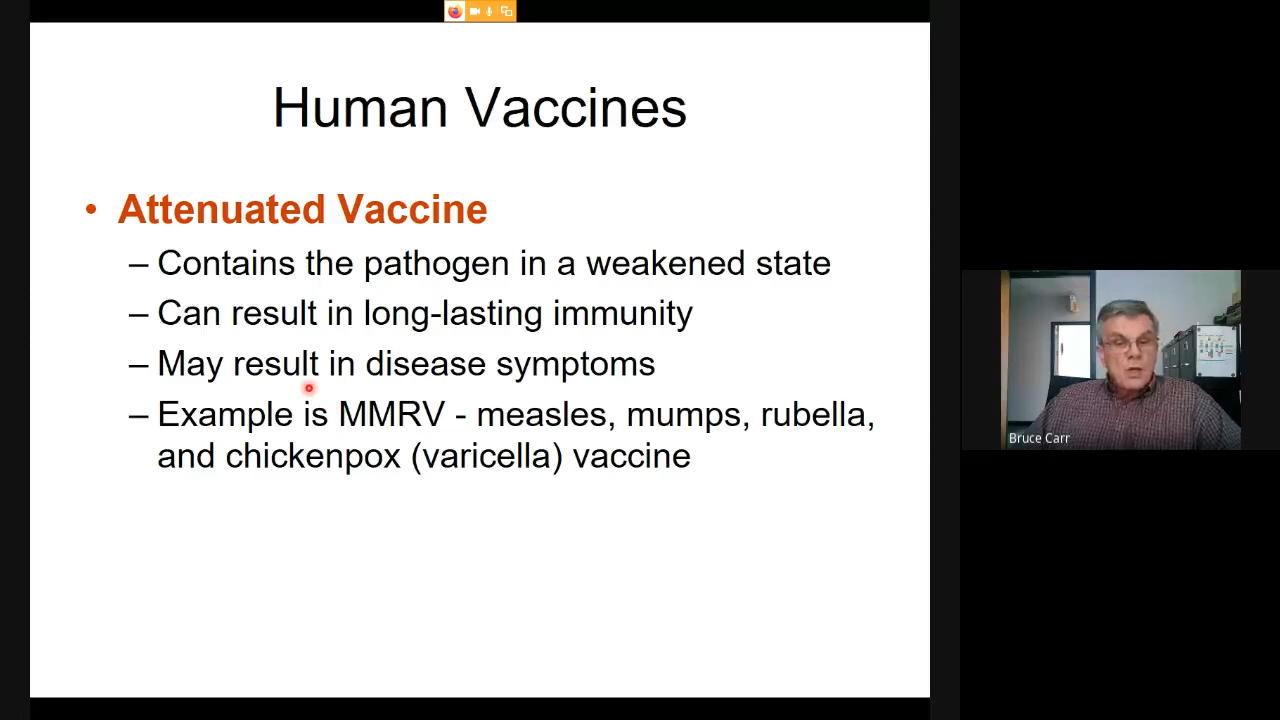 Human Vaccines
• Attenuated Vaccine
– Contains the pathogen in a weakened state
– Can result in long-lasting immunity
– May result in disease symptoms
– Example is MMRV - measles, mumps, rubella,
and chickenpox (varicella) vaccine
Bruce Carr